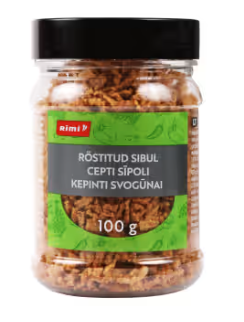 Rimi
RÖSTITUD SIBUL
CEPTI SĪPOLI
KEPINTI SVOGŪNAI
100 g